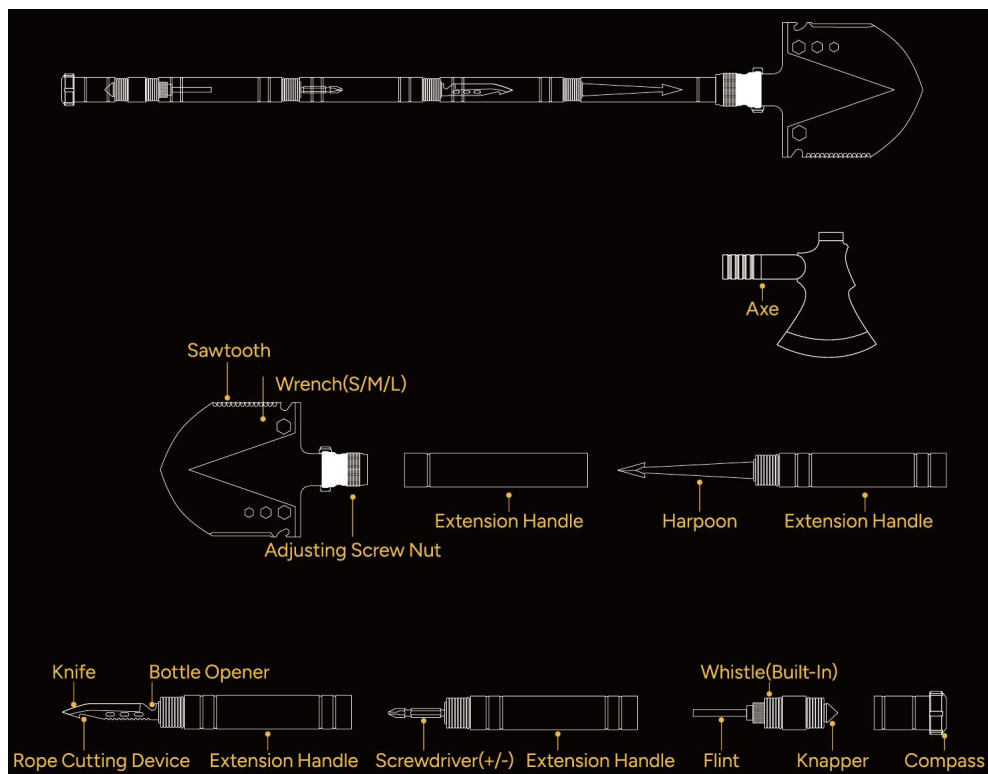 Axe
Sawtooth
Wrench(S/M/L)
Extension Handle
Harpoon
Extension Handle
Adjusting Screw Nut
Knife
Bottle Opener
Whistle(Built-In)
Rope Cutting Device
Extension Handle
Screwdriver(+/-)
Extension Handle
Flint
Knapper
Compass